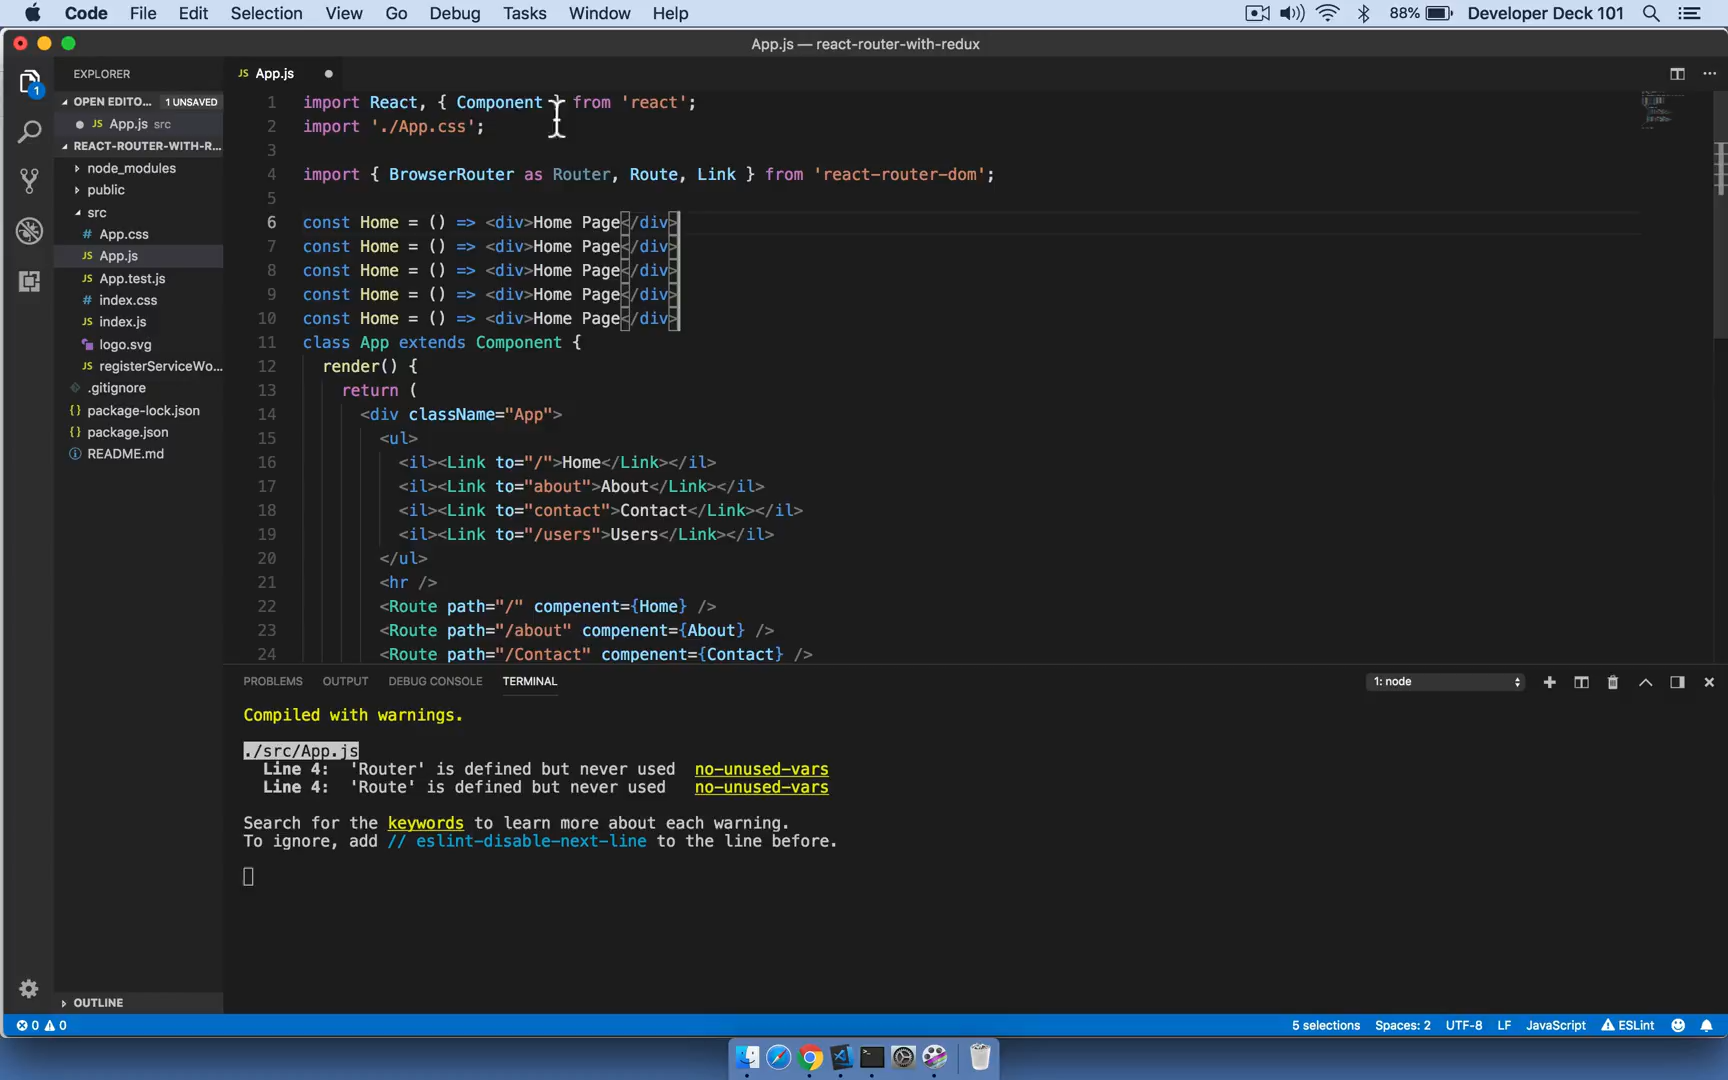 Code File Edit Selection View Go Debug Tasks Window Help 88% Developer Deck 101
App.js — react-router-with-redux
EXPLORER
OPEN EDITO... 1 UNSAVED
App.js src
REACT-ROUTER-WITH-R...
node_modules
public
src
App.css
App.js
App.test.js
index.css
index.js
logo.svg
registerServiceWo...
.gitignore
package-lock.json
package.json
README.md
OUTLINE
JS App.js
1 import React, { Component } from 'react';
2 import './App.css';
3
4 import { BrowserRouter as Router, Route, Link } from 'react-router-dom';
5
6 const Home = () => <div>Home Page</div>
7 const Home = () => <div>Home Page</div>
8 const Home = () => <div>Home Page</div>
9 const Home = () => <div>Home Page</div>
10 const Home = () => <div>Home Page</div>
11 class App extends Component {
12 render() {
13 return (
14 <div className="App">
15 <ul>
16 <il><Link to="/">Home</Link></il>
17 <il><Link to="about">About</Link></il>
18 <il><Link to="contact">Contact</Link></il>
19 <il><Link to="/users">Users</Link></il>
20 </ul>
21 <hr />
22 <Route path="/" compenent={Home} />
23 <Route path="/about" compenent={About} />
24 <Route path="/Contact" compenent={Contact} />
PROBLEMS OUTPUT DEBUG CONSOLE TERMINAL 1: node
Compiled with warnings.
./src/App.js
Line 4: 'Router' is defined but never used no-unused-vars
Line 4: 'Route' is defined but never used no-unused-vars
Search for the keywords to learn more about each warning.
To ignore, add // eslint-disable-next-line to the line before.
0 0 5 selections Spaces: 2 UTF-8 LF JavaScript ESLint